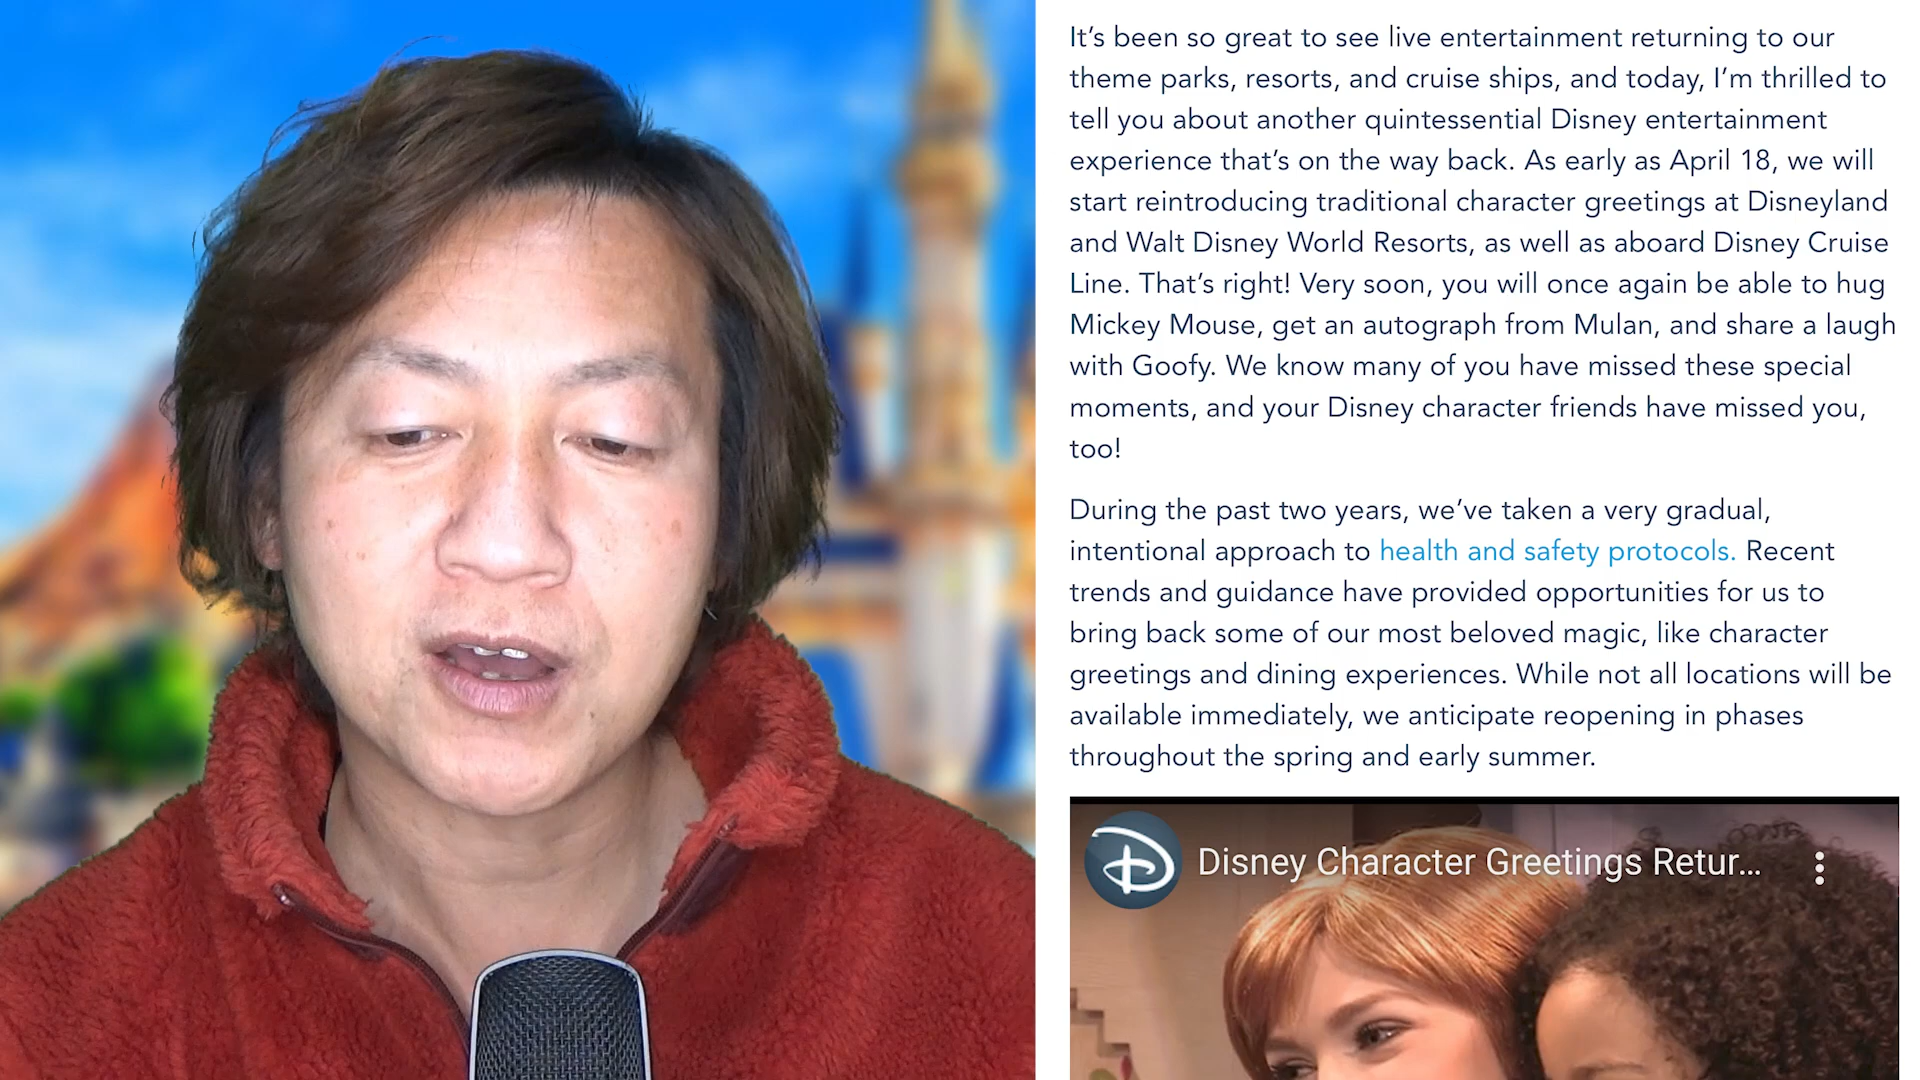 It’s been so great to see live entertainment returning to our
theme parks, resorts, and cruise ships, and today, I’m thrilled to
tell you about another quintessential Disney entertainment
experience that’s on the way back. As early as April 18, we will
start reintroducing traditional character greetings at Disneyland
and Walt Disney World Resorts, as well as aboard Disney Cruise
Line. That’s right! Very soon, you will once again be able to hug
Mickey Mouse, get an autograph from Mulan, and share a laugh
with Goofy. We know many of you have missed these special
moments, and your Disney character friends have missed you,
too!
During the past two years, we’ve taken a very gradual,
intentional approach to health and safety protocols. Recent
trends and guidance have provided opportunities for us to
bring back some of our most beloved magic, like character
greetings and dining experiences. While not all locations will be
available immediately, we anticipate reopening in phases
throughout the spring and early summer.
D Disney Character Greetings Retur...